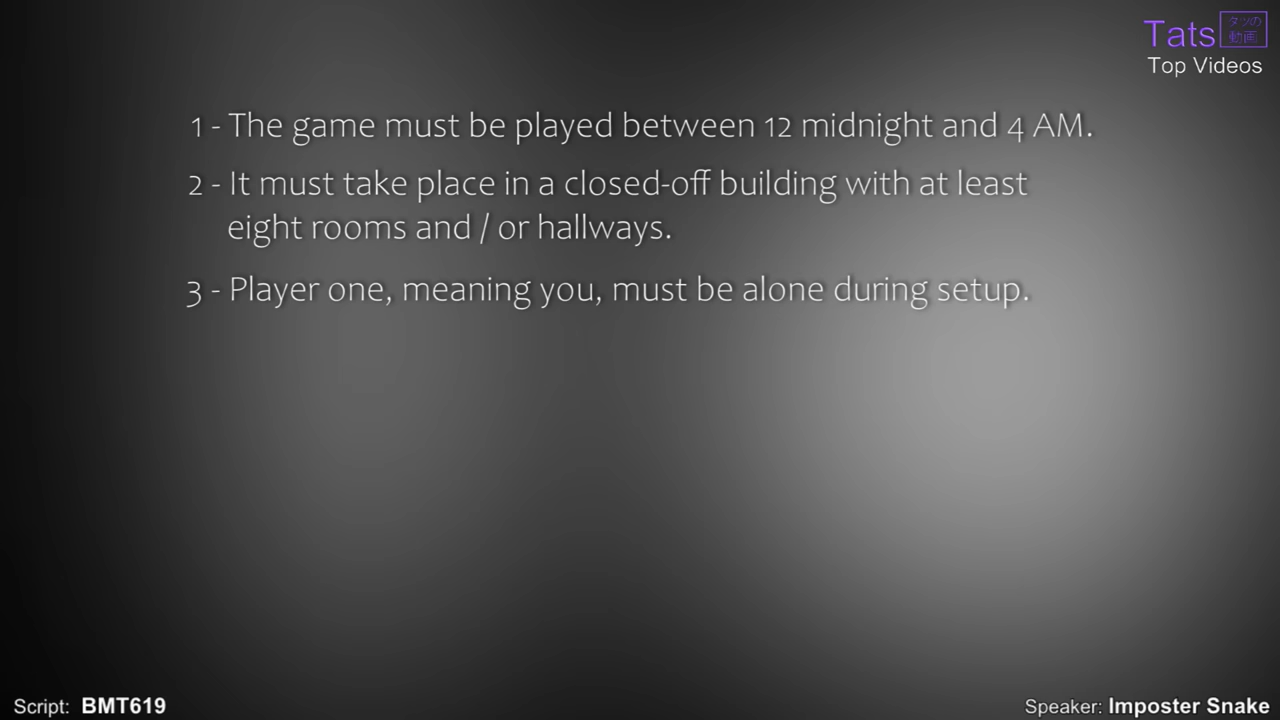 Tats タツの
動画
Top Videos
1 - The game must be played between 12 midnight and 4 AM.
2 - It must take place in a closed-off building with at least
eight rooms and / or hallways.
3 - Player one, meaning you, must be alone during setup.
Script: BMT619
Speaker: Imposter Snake